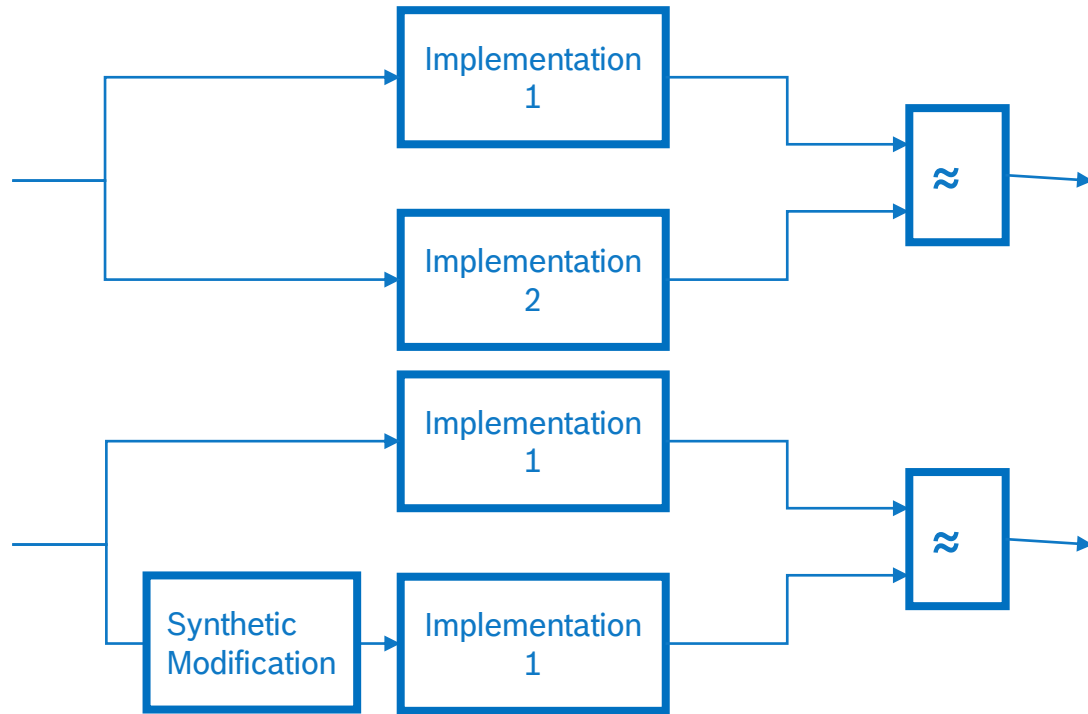 Implementation
1
≈
Implementation
2
Implementation
1
≈
Synthetic
Modification
Implementation
1